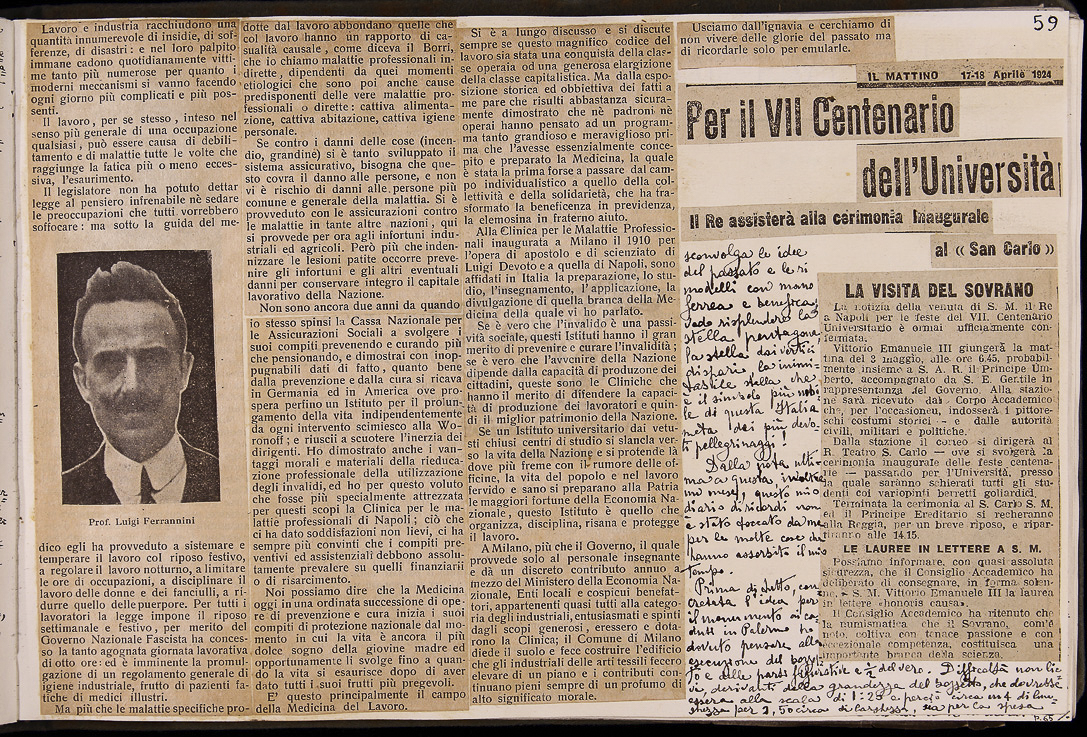 Lavoro e industria racchiudono una
quantità innumerevole di insidie, di sof-
ferenze, di disastri: e nel loro palpito
immane cadono quotidianamente vitti-
me tanto più numerose per quanto i
moderni meccanismi si vanno facendo
ogni giorno più complicati e più pos-
senti.
Il lavoro, per se stesso, inteso nel
senso più generale di una occupazione
qualsiasi, può essere causa di debili-
tamento e di malattie tutte le volte che
raggiunge la fatica più o meno ecces-
siva, l'esaurimento.
Il legislatore non ha potuto dettar
legge al pensiero infrenabile nè sedare
le preoccupazioni che tutti vorrebbero
soffocare: ma sotto la guida del me-
Prof. Luigi Ferrannini
dico egli ha provveduto a sistemare e
temperare il lavoro col riposo festivo,
a regolare il lavoro notturno, a limitare
le ore di occupazioni, a disciplinare il
lavoro delle donne e dei fanciulli, a ri-
durre quello delle puerpore. Per tutti i
lavoratori la legge impone il riposo
settimanale e festivo, per merito del
Governo Nazionale Fascista ha conces-
so la tanto agognata giornata lavorativa
di otto ore: ed è imminente la promul-
gazione di un regolamento generale di
igiene industriale, frutto di pazienti fa-
tiche di medici illustri.
Ma più che le malattie specifiche pro-
dotte dal lavoro abbondano quelle che
col lavoro hanno un rapporto di ca-
sualità causale, come diceva il Borri,
che io chiamo malattie professionali in-
dirette, dipendenti da quei momenti
etiologici che sono poi anche cause
predisponenti delle vere malattie pro-
fessionali o dirette: cattiva alimenta-
zione, cattiva abitazione, cattiva igiene
personale.
Se contro i danni delle cose (incen-
dio, grandine) si è tanto sviluppato il
sistema assicurativo, bisogna che que-
sto covra il danno alle persone, e non
vi è rischio di danni alle persone più
comune e generale della malattia. Si è
provveduto con le assicurazioni contro
le malattie in tante altre nazioni, qui
si provvede per ora agli infortuni indu-
striali ed agricoli. Però più che inden-
nizzare le lesioni patite occorre preve-
nire gli infortuni e gli altri eventuali
danni per conservare integro il capitale
lavorativo della Nazione.
Non sono ancora due anni da quando
io stesso spinsi la Cassa Nazionale per
le Assicurazioni Sociali a svolgere i
suoi compiti prevenendo e curando più
che pensionando, e dimostrai con inop-
pugnabili dati di fatto, quanto bene
dalla prevenzione e dalla cura si ricava
in Germania ed in America ove pro-
spera perfino un Istituto per il prolun-
gamento della vita indipendentemente
da ogni intervento scimiesco alla Wo-
ronoff; e riuscii a scuotere l'inerzia dei
dirigenti. Ho dimostrato anche i van-
taggi morali e materiali della rieduca-
zione professionale della utilizzazione
degli invalidi, ed ho per questo voluto
che fosse più specialmente attrezzata
per questi scopi la Clinica per le ma-
lattie professionali di Napoli; ciò che
ci ha dato soddisfazioni non lievi, ci ha
sempre più convinti che i compiti pre-
ventivi ed assistenziali debbono assolu-
tamente prevalere su quelli finanziarii
o di risarcimento.
Noi possiamo dire che la Medicina
oggi in una ordinata successione di ope-
re di prevenzione e cura inizia i suoi
compiti di protezione nazionale dal mo-
mento in cui la vita è ancora il più
dolce sogno della giovine madre ed
opportunamente li svolge fino a quan-
do la vita si esaurisce dopo di aver
dato tutti i suoi frutti più pregevoli.
E' questo principalmente il campo
della Medicina del Lavoro.
Si è a lungo discusso e si discute
sempre se questo magnifico codice del
lavoro sia stata una conquista della clas-
se operaia od una generosa elargizione
della classe capitalistica. Ma dalla espo-
sizione storica ed obbiettiva dei fatti a
me pare che risulti abbastanza sicura-
mente dimostrato che nè padroni nè
operai hanno pensato ad un program-
ma tanto grandioso e meraviglioso pri-
ma che l'avesse essenzialmente conce-
pito e preparato la Medicina, la quale
è stata la prima forse a passare dal cam-
po individualistico a quello della col-
lettività e della solidarietà, che ha tra-
sformato la beneficenza in previdenza,
la elemosina in fraterno aiuto.
Alla Clinica per le Malattie Professio-
nali inaugurata a Milano il 1910 per
l'opera di apostolo e di scienziato di
Luigi Devoto e a quella di Napoli, sono
affidati in Italia la preparazione, lo stu-
dio, l'insegnamento, l'applicazione, la
divulgazione di quella branca della Me-
dicina della quale vi ho parlato.
Se è vero che l'invalido è una passi-
vità sociale, questi Istituti hanno il gran
merito di prevenire e curare l'invalidità;
se è vero che l'avvenire della Nazione
dipende dalla capacità di produzone dei
cittadini, queste sono le Cliniche che
hanno il merito di difendere la capaci-
tà di produzione dei lavoratori e quin-
di il miglior patrimonio della Nazione.
Se un Istituto universitario dai vetu-
sti chiusi centri di studio si slancia ver-
so la vita della Nazione e si protende là
dove più freme con il rumore delle of-
ficine, la vita del popolo e nel lavoro
fervido e sano si preparano alla Patria
le maggiori fortune della Economia Na-
zionale, questo Istituto è quello che
organizza, disciplina, risana e protegge
il lavoro.
A Milano, più che il Governo, il quale
provvede solo al personale insegnante
e dà un discreto contributo annuo a
mezzo del Ministero della Economia Na-
zionale, Enti locali e cospicui benefat-
tori, appartenenti quasi tutti alla catego-
ria degli industriali, entusiasmati e spinti
dagli scopi generosi, eressero e dota-
rono la Clinica; il Comune di Milano
diede il suolo e fece costituire l'edificio
che gli industriali delle arti tessili fecero
elevare di un piano e i contributi con-
tinuano pieni sempre di un profumo di
alto significato morale.
Usciamo dall'ignavia e cerchiamo di
non vivere delle glorie del passato ma
di ricordarle solo per emularle.
59
IL MATTINO 17-18 Aprile 1924
Per il VII Centenario
dell'Università
Il Re assisterà alla cerimonia Inaugurale
al « San Carlo »
sconvolga le idee
del passato e le ri
modelli con mano
ferrea e benefica,
vedo risplendere la
stella pentagona,
la stella dai vertici
dispari, la inimi-
tabile stella che
è il simbolo più nobi-
le di questa Italia
meta dei più devo-
ti pellegrinaggi!
Dalla nota ulti-
ma a questa, inoltre
un mese, questo mio
diario di ricordi non
è stato toccato da me
per le molte cose che
hanno assorbito il mio
tempo.
Prima di tutto, con
cretata l'idea per
il monumento ai ca-
duti in Palermo ho
dovuto pensare alla
esecuzione del bozzet-
to e delle parti figurative e ½ del vero. Difficoltà non lie-
vi, derivanti dalla grandezza del bozzetto, che dovrebbe
essere alla scala di 1:25 e perciò circa un
ghezza per 2,50 circa di larghezza, sia per la spesa
P. 65
LA VISITA DEL SOVRANO
La notizia della venuta di S. M. il Re
a Napoli per le feste del VII. Centenario
Universitario è ormai ufficialmente con-
fermata.
Vittorio Emanuele III giungerà la mat-
tina del 3 maggio, alle ore 6.45, probabil-
mente insieme a S. A. R. il Principe Um-
berto, accompagnato da S. E. Gentile in
rappresentanza del Governo. Alla stazio-
ne sarà ricevuto dal Corpo Accademico
che, per l'occasioneu, indosserà i pittore-
schi costumi storici - e dalle autorità
civili, militari e politiche.
Dalla stazione il corteo si dirigerà al
R. Teatro S. Carlo — ove si svolgerà la
cerimonia inaugurale delle feste centena-
rie — passando per l'Università, presso
la quale saranno schierati tutti gli stu-
denti coi variopinti berretti goliardici.
Terminata la cerimonia al S. Carlo S. M.
ed il Principe Ereditario si recheranno
alla Reggia, per un breve riposo, e ripar-
tiranno alle 14.15.
LE LAUREE IN LETTERE A S. M.
Possiamo informare, con quasi assoluta
sicurezza, che il Consiglio Accademico ha
deliberato di consegnare, in forma solen-
ne, a S. M. Vittorio Emanuele III la laurea
in lettere «honoris causa».
Consiglio Accademico ha ritenuto che
la numismatica che il Sovrano, com'è
noto, coltiva con tenace passione e con
eccezionale competenza, costituisce una
importante branca della scienza.